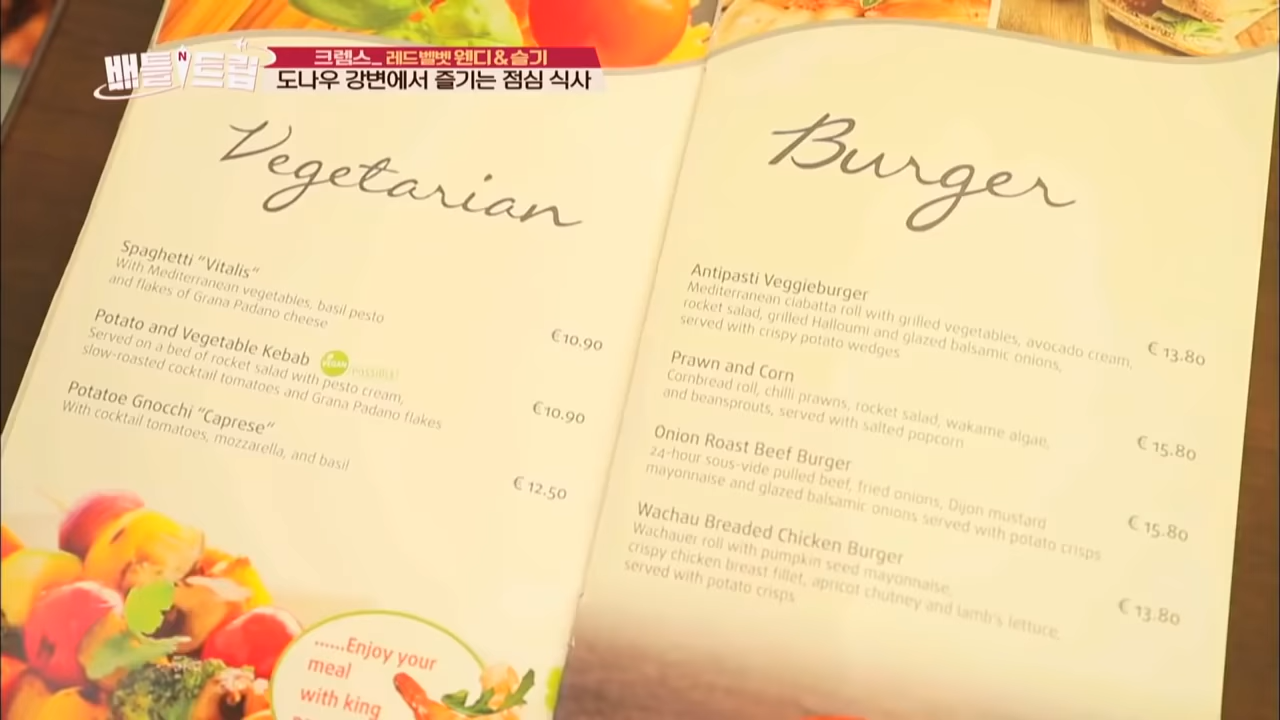 배틀트립
크렘스_ 레드벨벳 웬디&슬기
도나우 강변에서 즐기는 점심 식사
Vegetarian
Spaghetti “Vitalis“
With Mediterranean vegetables, basil pesto
and flakes of Grana Padano cheese
€10.90
Potato and Vegetable Kebab VEGAN possible!
Served on a bed of rocket salad with pesto cream,
slow-roasted cocktail tomatoes and Grana Padano flakes
€10.90
Potatoe Gnocchi “Caprese“
With cocktail tomatoes, mozzarella, and basil
€ 12.50
......Enjoy your
meal
with king
Burger
Antipasti Veggieburger
Mediterranean ciabatta roll with grilled vegetables, avocado cream,
rocket salad, grilled Halloumi and glazed balsamic onions,
served with crispy potato wedges
€ 13.80
Prawn and Corn
Cornbread roll, chilli prawns, rocket salad, wakame algae,
and beansprouts, served with salted popcorn
€ 15.80
Onion Roast Beef Burger
24-hour sous-vide pulled beef, fried onions, Dijon mustard
mayonnaise and glazed balsamic onions served with potato crisps
€ 15.80
Wachau Breaded Chicken Burger
Wachauer roll with pumpkin seed mayonnaise,
crispy chicken breast fillet, apricot chutney and lamb's lettuce,
served with potato crisps
€ 13.80